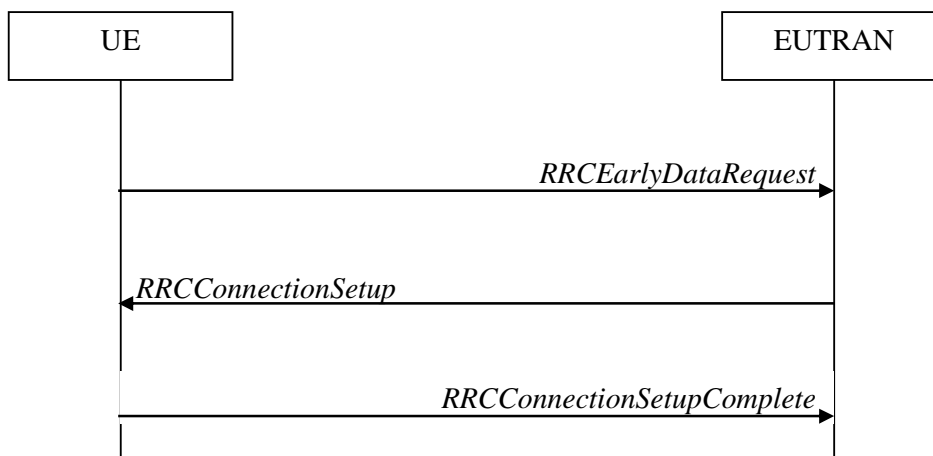 UE
EUTRAN
RRCEarlyDataRequest
RRCConnectionSetup
RRCConnectionSetupComplete